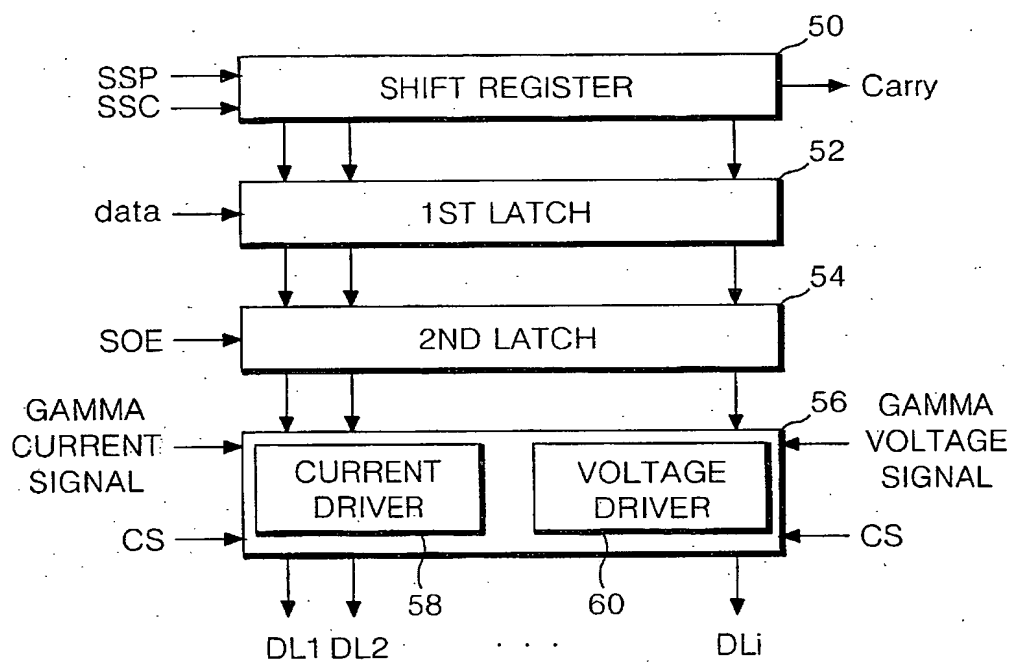 50
SSP
SSC
SHIFT REGISTER
Carry
52
data
1ST LATCH
54
SOE
2ND LATCH
56
GAMMA
CURRENT
SIGNAL
GAMMA
VOLTAGE
SIGNAL
CURRENT
DRIVER
VOLTAGE
DRIVER
CS
CS
58
60
DL1 DL2 · · · DLi